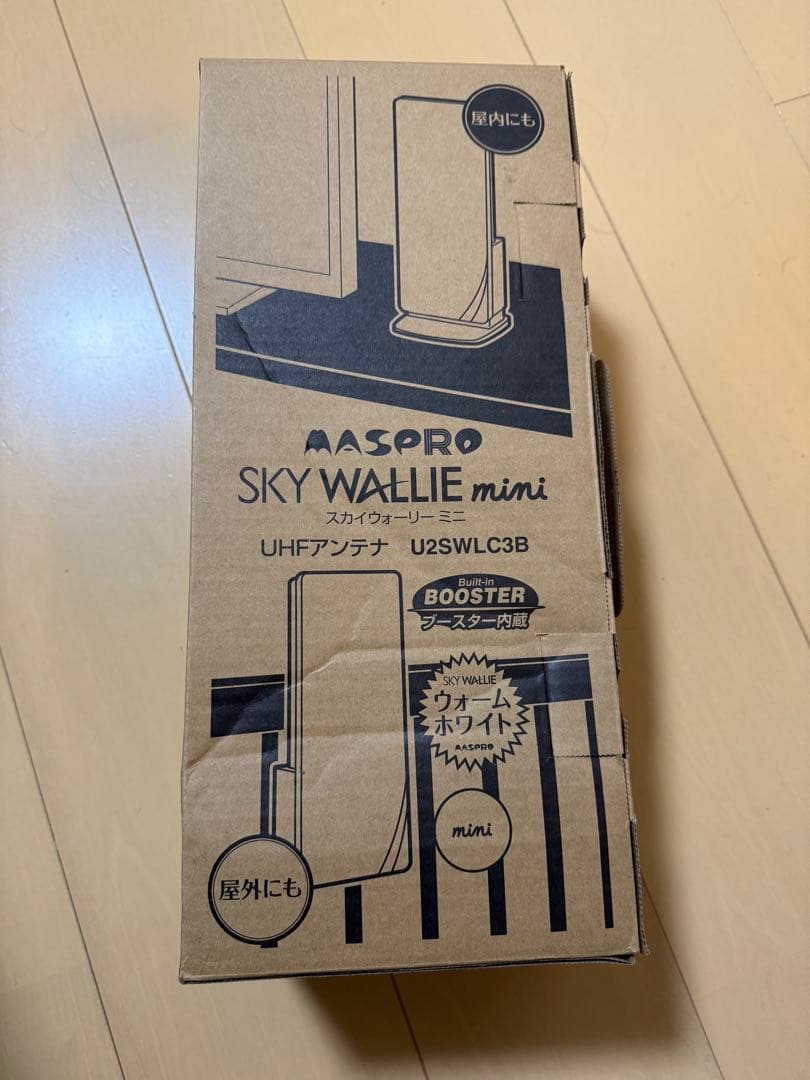 屋内にも
MASPRO
SKY WALLIE mini
スカイウォーリー ミニ
UHFアンテナ U2SWLC3B
Built-in
BOOSTER
ブースター内蔵
SKY WALLIE
ウォーム
ホワイト
MASPRO
mini
屋外にも